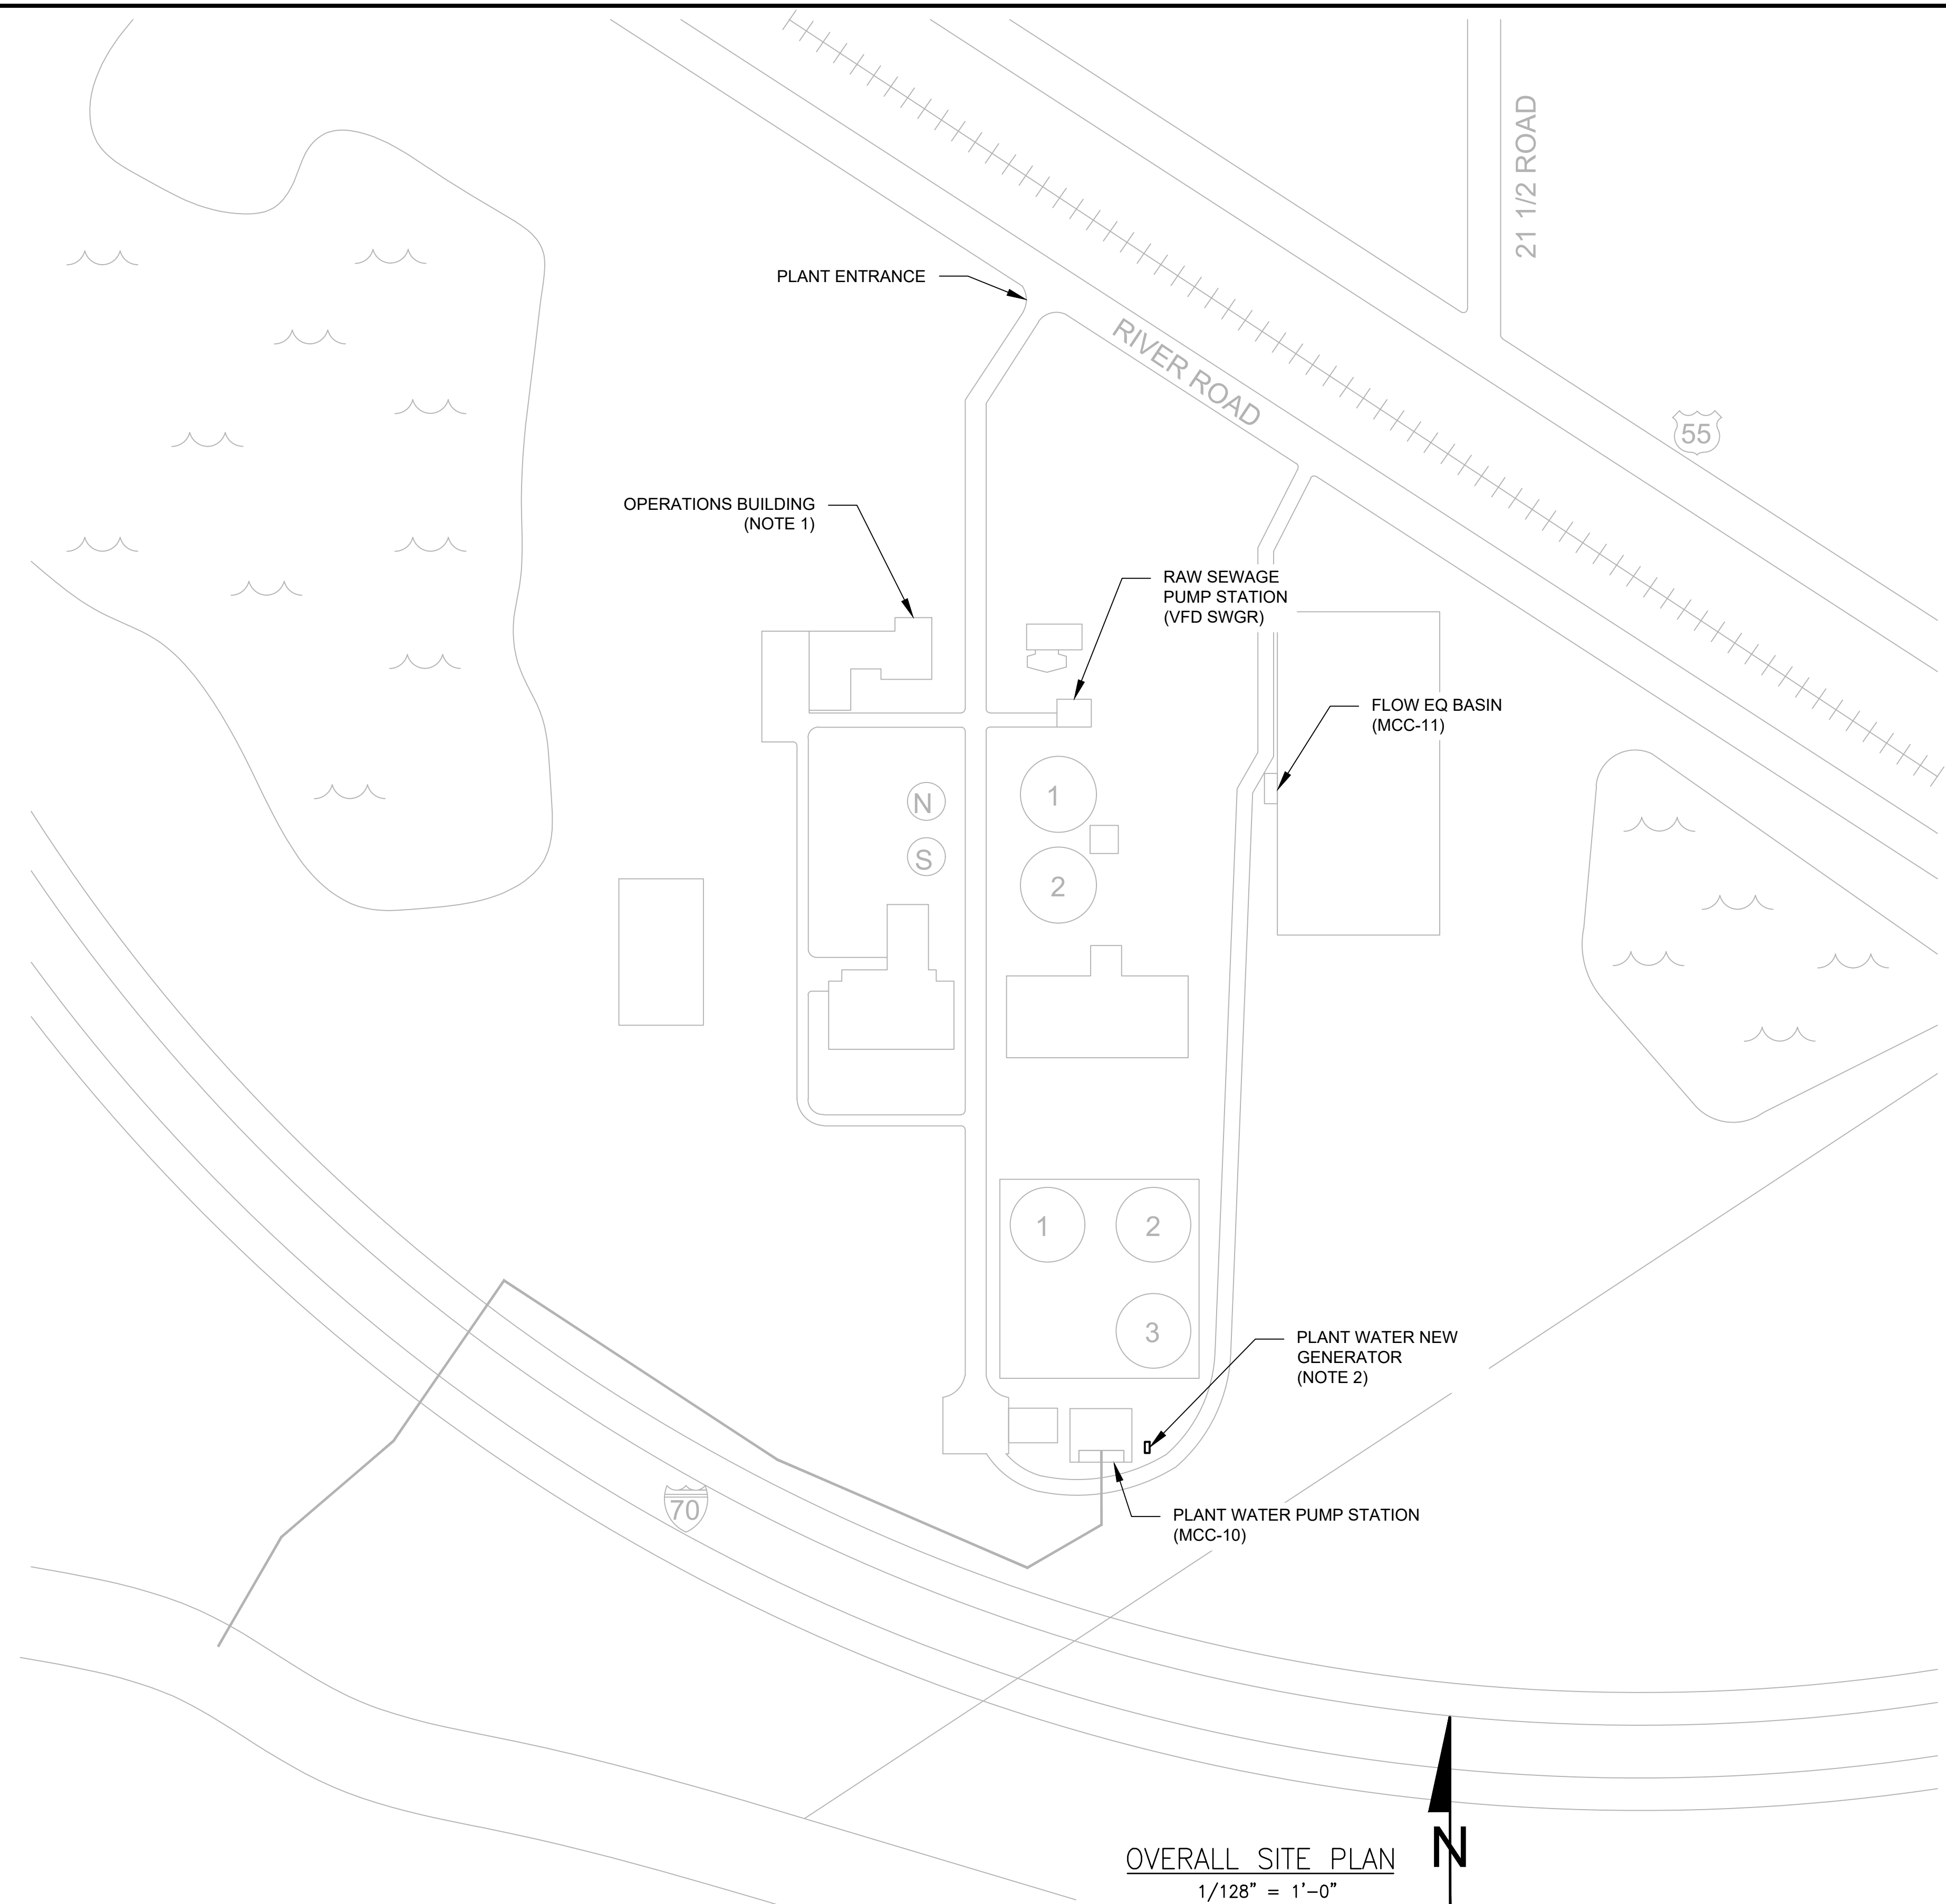 21 1/2 ROAD
PLANT ENTRANCE
RIVER ROAD
55
OPERATIONS BUILDING
(NOTE 1)
RAW SEWAGE
PUMP STATION
(VFD SWGR)
FLOW EQ BASIN
(MCC-11)
N
1
S
2
1
2
3
PLANT WATER NEW
GENERATOR
(NOTE 2)
70
PLANT WATER PUMP STATION
(MCC-10)
N
OVERALL SITE PLAN
1/128" = 1'-0"